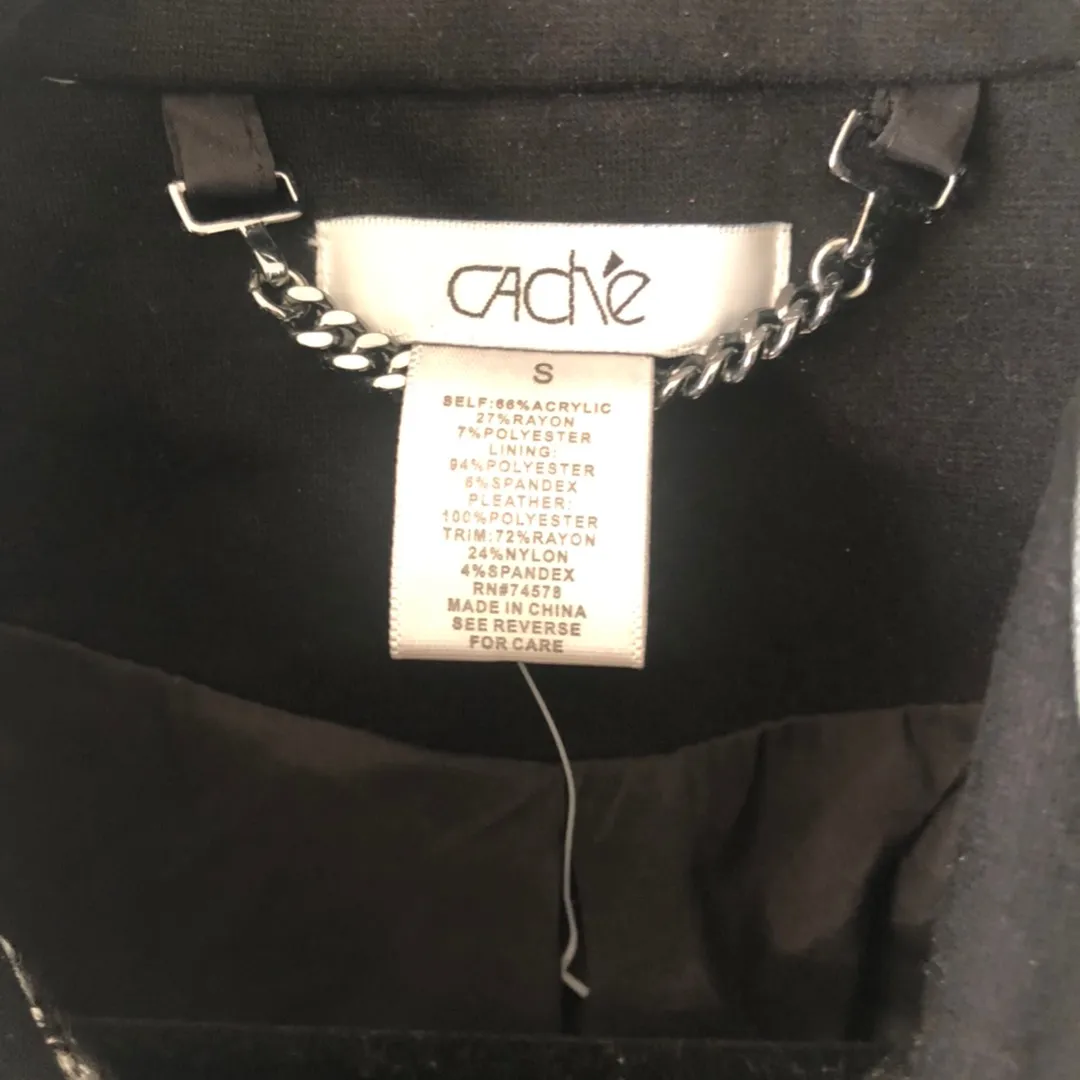 CACHé
S
SELF:66%ACRYLIC
27%RAYON
7%POLYESTER
LINING:
94%POLYESTER
6%SPANDEX
PLEATHER:
100%POLYESTER
TRIM:72%RAYON
24%NYLON
4%SPANDEX
RN#74578
MADE IN CHINA
SEE REVERSE
FOR CARE